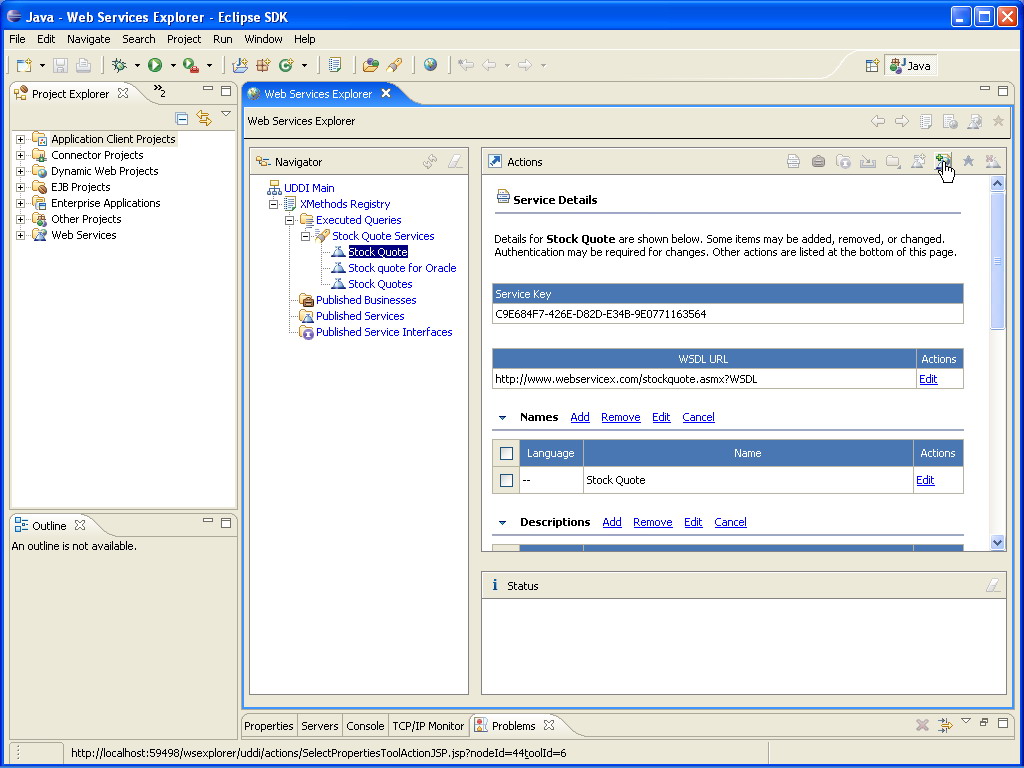 Java - Web Services Explorer - Eclipse SDK
File Edit Navigate Search Project Run Window Help
Java
Project Explorer 2
Web Services Explorer
Web Services Explorer
Application Client Projects
Connector Projects
Dynamic Web Projects
EJB Projects
Enterprise Applications
Other Projects
Web Services
Outline
An outline is not available.
Navigator
UDDI Main
XMethods Registry
Executed Queries
Stock Quote Services
Stock Quote
Stock quote for Oracle
Stock Quotes
Published Businesses
Published Services
Published Service Interfaces
Actions
Service Details
Details for Stock Quote are shown below. Some items may be added, removed, or changed.
Authentication may be required for changes. Other actions are listed at the bottom of this page.
Service Key
C9E684F7-426E-D82D-E34B-9E0771163564
WSDL URL Actions
http://www.webservicex.com/stockquote.asmx?WSDL Edit
Names Add Remove Edit Cancel
Language Name Actions
-- Stock Quote Edit
Descriptions Add Remove Edit Cancel
Status
Properties Servers Console TCP/IP Monitor Problems
http://localhost:59498/wsexplorer/uddi/actions/SelectPropertiesToolActionJSP.jsp?nodeId=44toolId=6